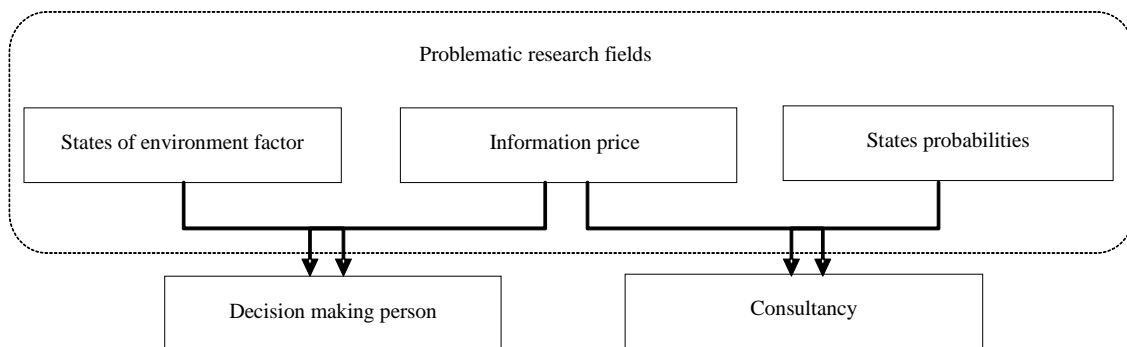 Problematic research fields
States of environment factor
Information price
States probabilities
Decision making person
Consultancy